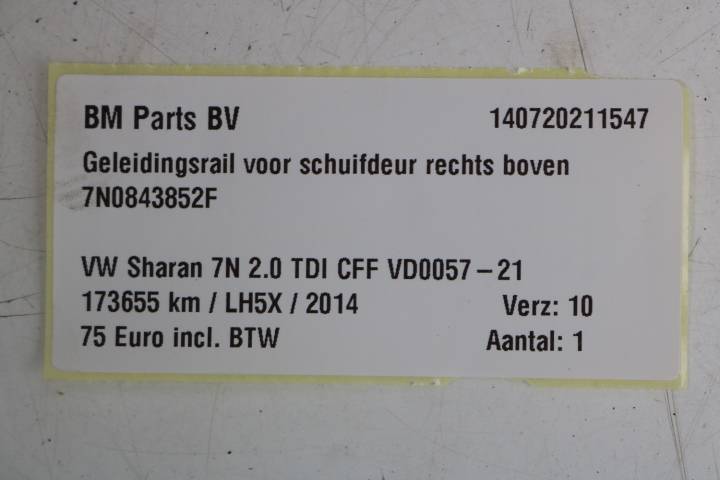 BM Parts BV 140720211547
Geleidingsrail voor schuifdeur rechts boven
7N0843852F
VW Sharan 7N 2.0 TDI CFF VD0057-21
173655 km / LH5X / 2014 Verz: 10
75 Euro incl. BTW Aantal: 1